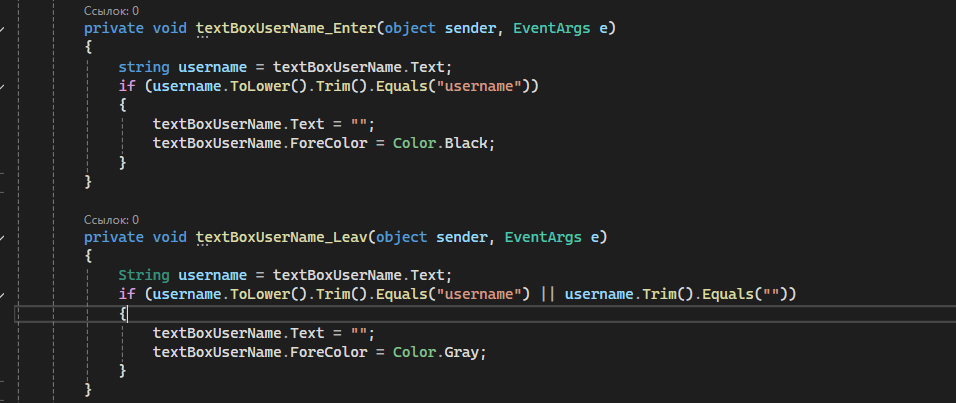 Ссылок: 0
private void textBoxUserName_Enter(object sender, EventArgs e)
{
string username = textBoxUserName.Text;
if (username.ToLower().Trim().Equals("username"))
{
textBoxUserName.Text = "";
textBoxUserName.ForeColor = Color.Black;
}
}
Ссылок: 0
private void textBoxUserName_Leav(object sender, EventArgs e)
{
String username = textBoxUserName.Text;
if (username.ToLower().Trim().Equals("username") || username.Trim().Equals(""))
{
textBoxUserName.Text = "";
textBoxUserName.ForeColor = Color.Gray;
}
}